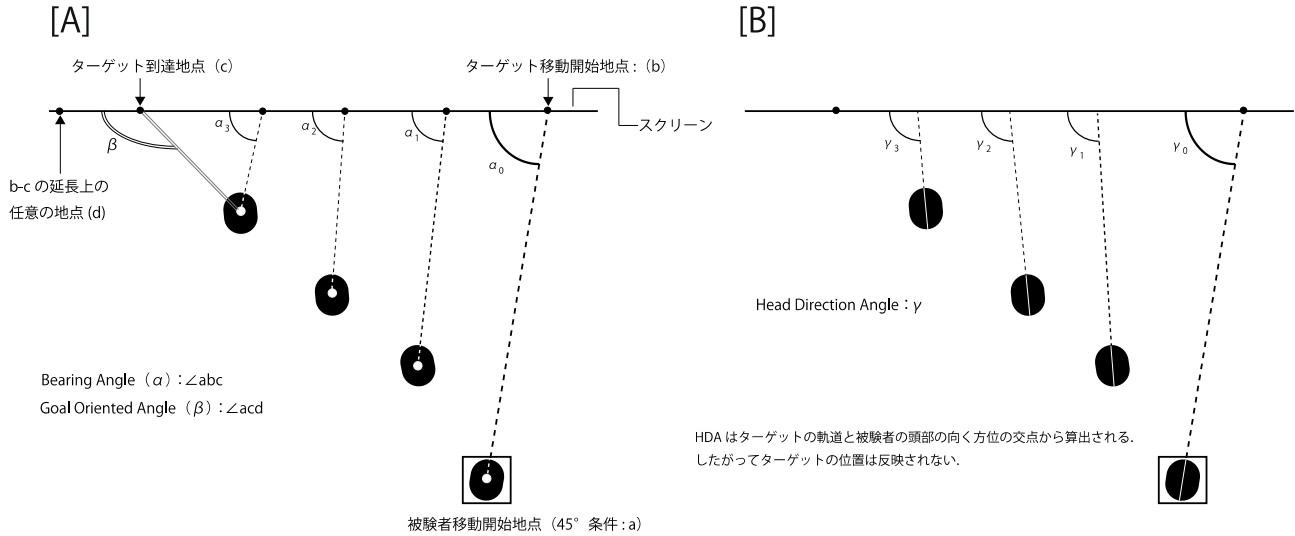 [A]
ターゲット到達地点（c）
ターゲット移動開始地点 :（b）
スクリーン
α3
α2
α1
α0
β
b-c の延長上の
任意の地点 (d)
Bearing Angle（α）: ∠abc
Goal Oriented Angle（β）: ∠acd
被験者移動開始地点（45° 条件 : a）
[B]
γ3
γ2
γ1
γ0
Head Direction Angle : γ
HDA はターゲットの軌道と被験者の頭部の向く方位の交点から算出される.
したがってターゲットの位置は反映されない.